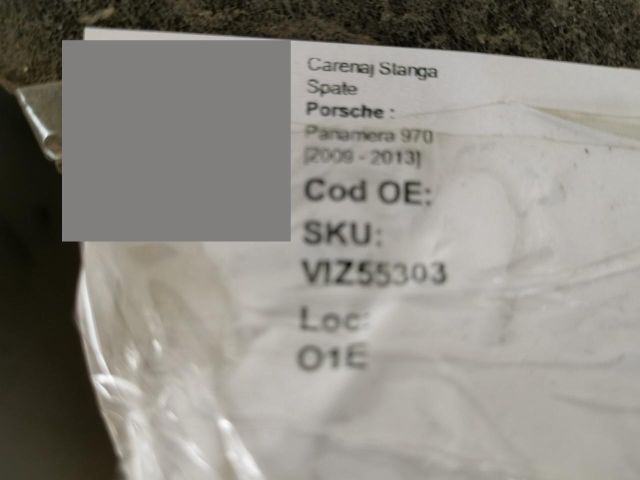 Carenaj Stanga
Spate
Porsche :
Panamera 970
[2009 - 2013]
Cod OE:
SKU:
VIZ55303
Loc:
O1E